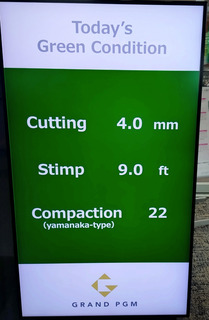 Today's
Green Condition
Cutting 4.0 mm
Stimp 9.0 ft
Compaction 22
(yamanaka-type)
GRAND PGM